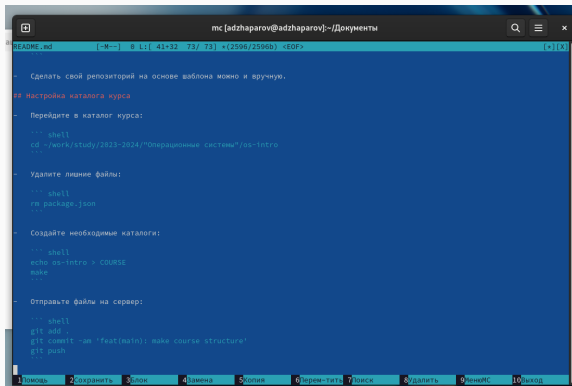 mc [adzhaparov@adzhaparov]:~/Документы
README.md [-M--] 0 L:[ 41+32 73/ 73] *(2596/2596b) <EOF> [*][X]
```
- Сделать свой репозиторий на основе шаблона можно и вручную.
## Настройка каталога курса
- Перейдите в каталог курса:
``` shell
cd ~/work/study/2023-2024/"Операционные системы"/os-intro
```
- Удалите лишние файлы:
``` shell
rm package.json
```
- Создайте необходимые каталоги:
``` shell
echo os-intro > COURSE
make
```
- Отправьте файлы на сервер:
``` shell
git add .
git commit -am 'feat(main): make course structure'
git push
```
1Помощь 2Сохранить 3Блок 4Замена 5Копия 6Перем~тить 7Поиск 8Удалить 9МенюMC 10Выход